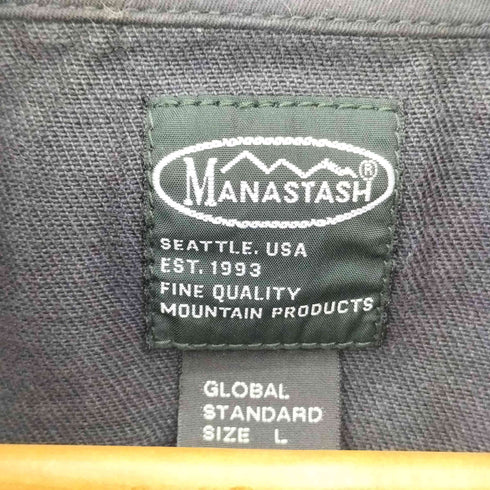 MANASTASH®
SEATTLE, USA
EST. 1993
FINE QUALITY
MOUNTAIN PRODUCTS
GLOBAL
STANDARD
SIZE L